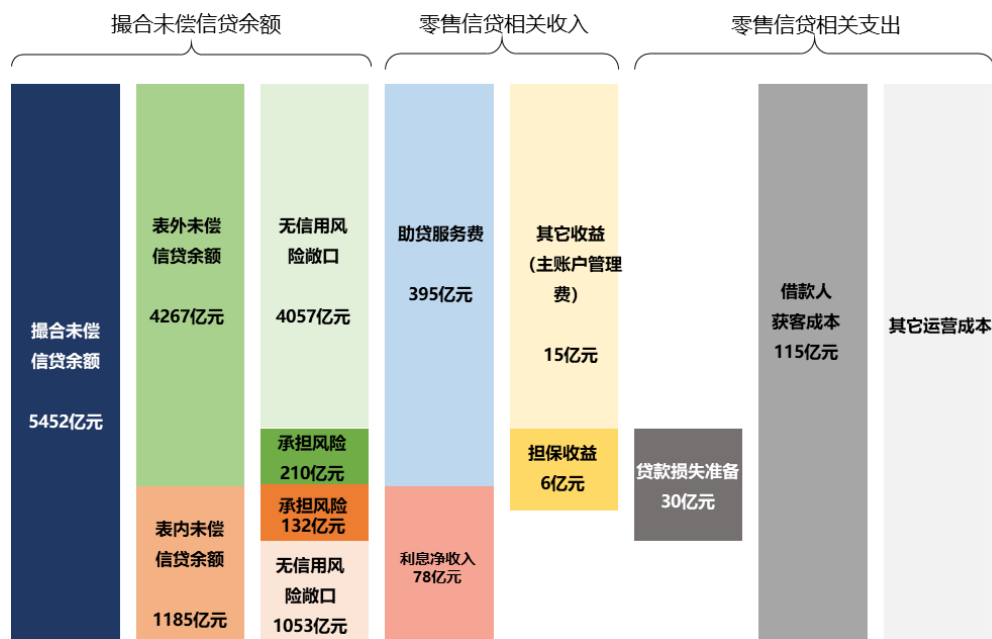 撮合未偿信贷余额
零售信贷相关收入
零售信贷相关支出
撮合未偿
信贷余额
5452亿元
表外未偿
信贷余额
4267亿元
表内未偿
信贷余额
1185亿元
无信用风
险敞口
4057亿元
承担风险
210亿元
承担风险
132亿元
无信用风
险敞口
1053亿元
助贷服务费
395亿元
利息净收入
78亿元
其它收益
（主账户管理
费）
15亿元
担保收益
6亿元
贷款损失准备
30亿元
借款人
获客成本
115亿元
其它运营成本